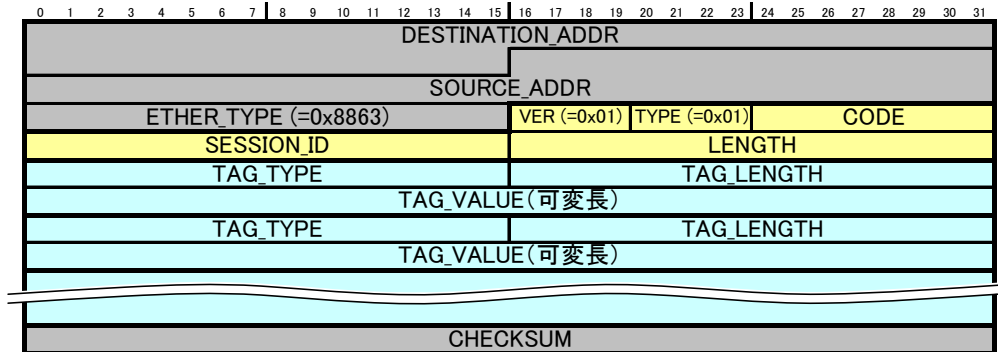 0 1 2 3 4 5 6 7 8 9 10 11 12 13 14 15 16 17 18 19 20 21 22 23 24 25 26 27 28 29 30 31
DESTINATION_ADDR
SOURCE_ADDR
ETHER_TYPE (=0x8863) VER (=0x01) TYPE (=0x01) CODE
SESSION_ID LENGTH
TAG_TYPE TAG_LENGTH
TAG_VALUE(可変長)
TAG_TYPE TAG_LENGTH
TAG_VALUE(可変長)
CHECKSUM